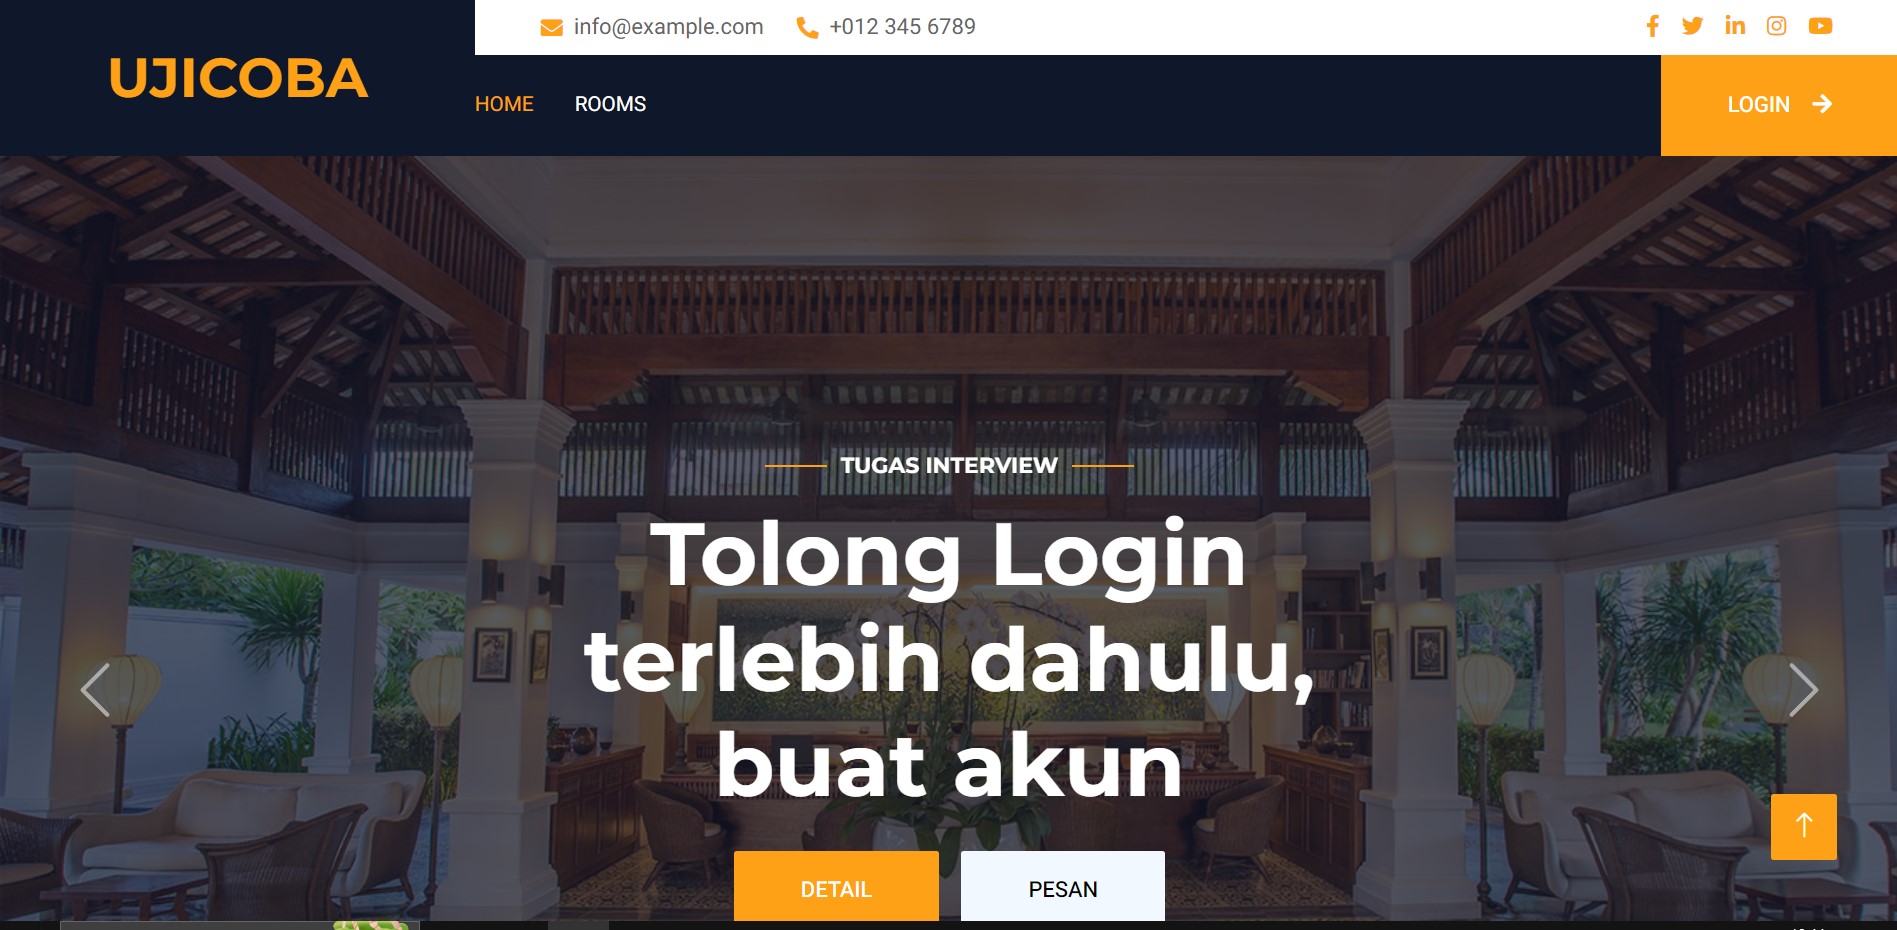 UJICOBA
info@example.com
+012 345 6789
HOME
ROOMS
LOGIN
TUGAS INTERVIEW
Tolong Login
terlebih dahulu,
buat akun
DETAIL
PESAN